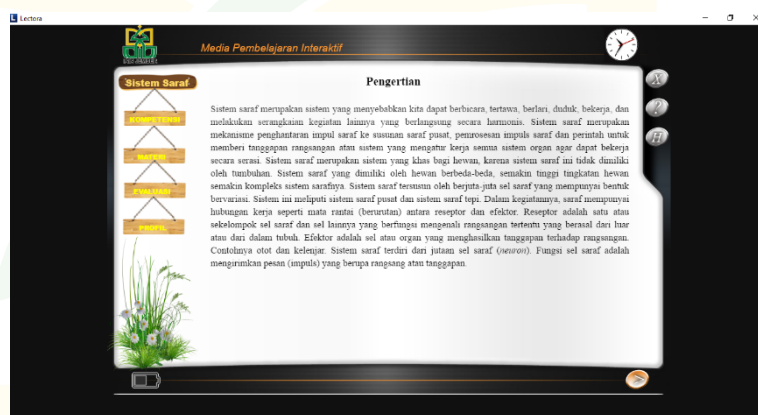 Lectora
Media Pembelajaran Interaktif
Sistem Saraf
KOMPETENSI
MATERI
EVALUASI
PROFIL
Pengertian
Sistem saraf merupakan sistem yang menyebabkan kita dapat berbicara, tertawa, berlari, duduk, bekerja, dan
melakukan serangkaian kegiatan lainnya yang berlangsung secara harmonis. Sistem saraf merupakan
mekanisme penghantaran impul saraf ke susunan saraf pusat, pemrosesan impuls saraf dan perintah untuk
memberi tanggapan rangsangan atau sistem yang mengatur kerja semua sistem organ agar dapat bekerja
secara serasi. Sistem saraf merupakan sistem yang khas bagi hewan, karena sistem saraf ini tidak dimiliki
oleh tumbuhan. Sistem saraf yang dimiliki oleh hewan berbeda-beda, semakin tinggi tingkatan hewan
semakin kompleks sistem sarafnya. Sistem saraf tersusun oleh berjuta-juta sel saraf yang mempunyai bentuk
bervariasi. Sistem ini meliputi sistem saraf pusat dan sistem saraf tepi. Dalam kegiatannya, saraf mempunyai
hubungan kerja seperti mata rantai (berurutan) antara reseptor dan efektor. Reseptor adalah satu atau
sekelompok sel saraf dan sel lainnya yang berfungsi mengenali rangsangan tertentu yang berasal dari luar
atau dari dalam tubuh. Efektor adalah sel atau organ yang menghasilkan tanggapan terhadap rangsangan.
Contohnya otot dan kelenjar. Sistem saraf terdiri dari jutaan sel saraf (neuron). Fungsi sel saraf adalah
mengirimkan pesan (impuls) yang berupa rangsang atau tanggapan.
X
?
H